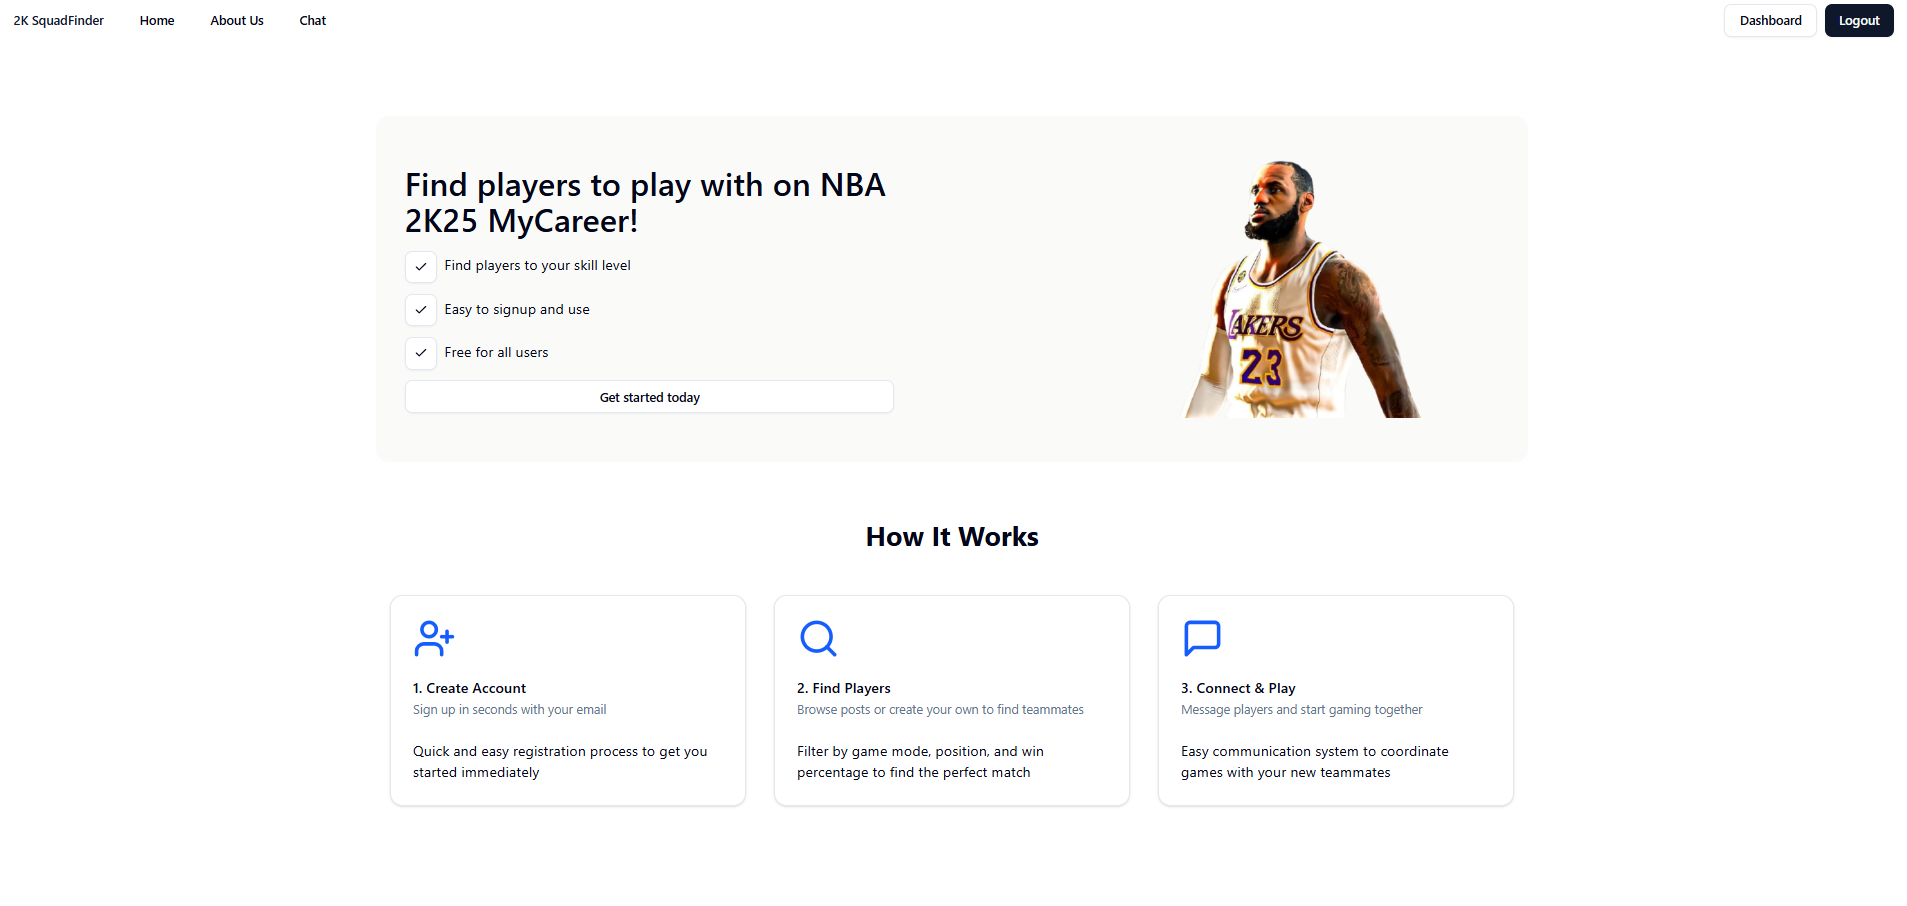 2K SquadFinder
Home
About Us
Chat
Dashboard
Logout
Find players to play with on NBA
2K25 MyCareer!
Find players to your skill level
Easy to signup and use
Free for all users
Get started today
LAKERS
23
How It Works
1. Create Account
Sign up in seconds with your email
Quick and easy registration process to get you
started immediately
2. Find Players
Browse posts or create your own to find teammates
Filter by game mode, position, and win
percentage to find the perfect match
3. Connect & Play
Message players and start gaming together
Easy communication system to coordinate
games with your new teammates